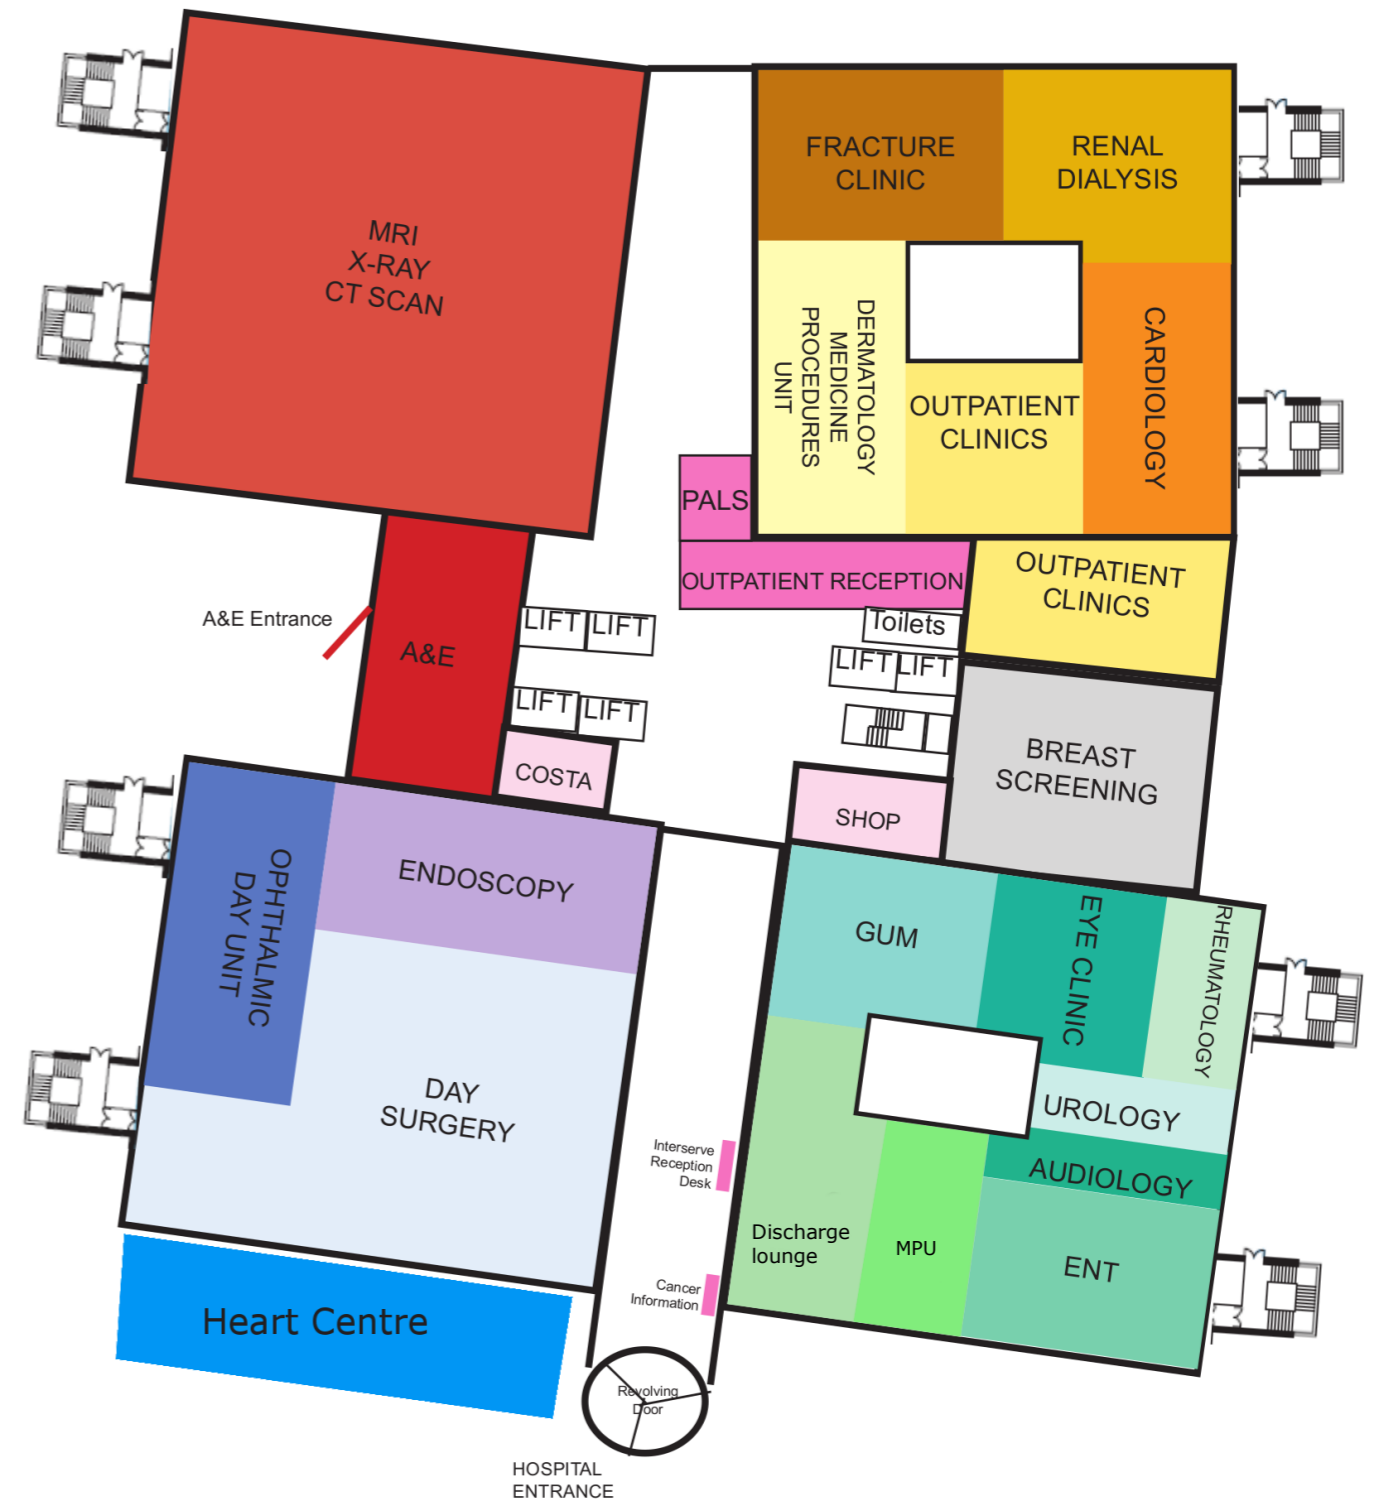 MRI
X-RAY
CT SCAN
FRACTURE
CLINIC
RENAL
DIALYSIS
DERMATOLOGY
MEDICINE
PROCEDURES
UNIT
OUTPATIENT
CLINICS
CARDIOLOGY
PALS
OUTPATIENT RECEPTION
OUTPATIENT
CLINICS
A&E Entrance
A&E
LIFT
LIFT
Toilets
LIFT
LIFT
LIFT
LIFT
COSTA
BREAST
SCREENING
SHOP
OPHTHALMIC
DAY UNIT
ENDOSCOPY
DAY
SURGERY
GUM
EYE CLINIC
RHEUMATOLOGY
UROLOGY
AUDIOLOGY
Interserve
Reception
Desk
Discharge
lounge
MPU
ENT
Cancer
Information
Heart Centre
Revolving
Door
HOSPITAL
ENTRANCE